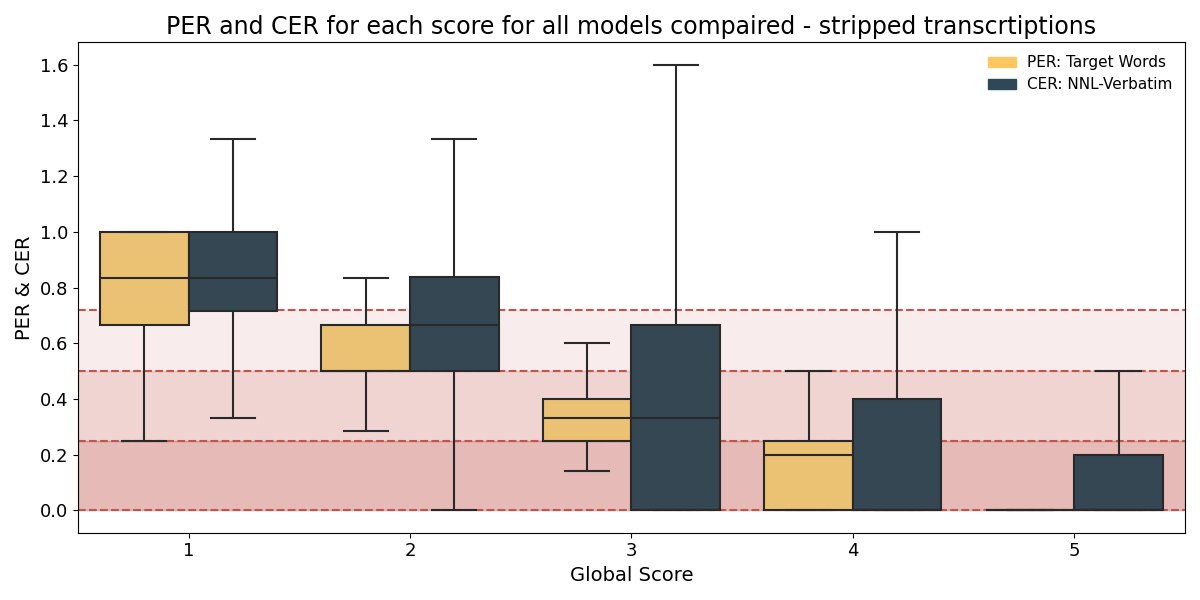 PER and CER for each score for all models compaired - stripped transcrtiptions
PER: Target Words
CER: NNL-Verbatim
PER & CER
1.6
1.4
1.2
1.0
0.8
0.6
0.4
0.2
0.0
1 2 3 4 5
Global Score